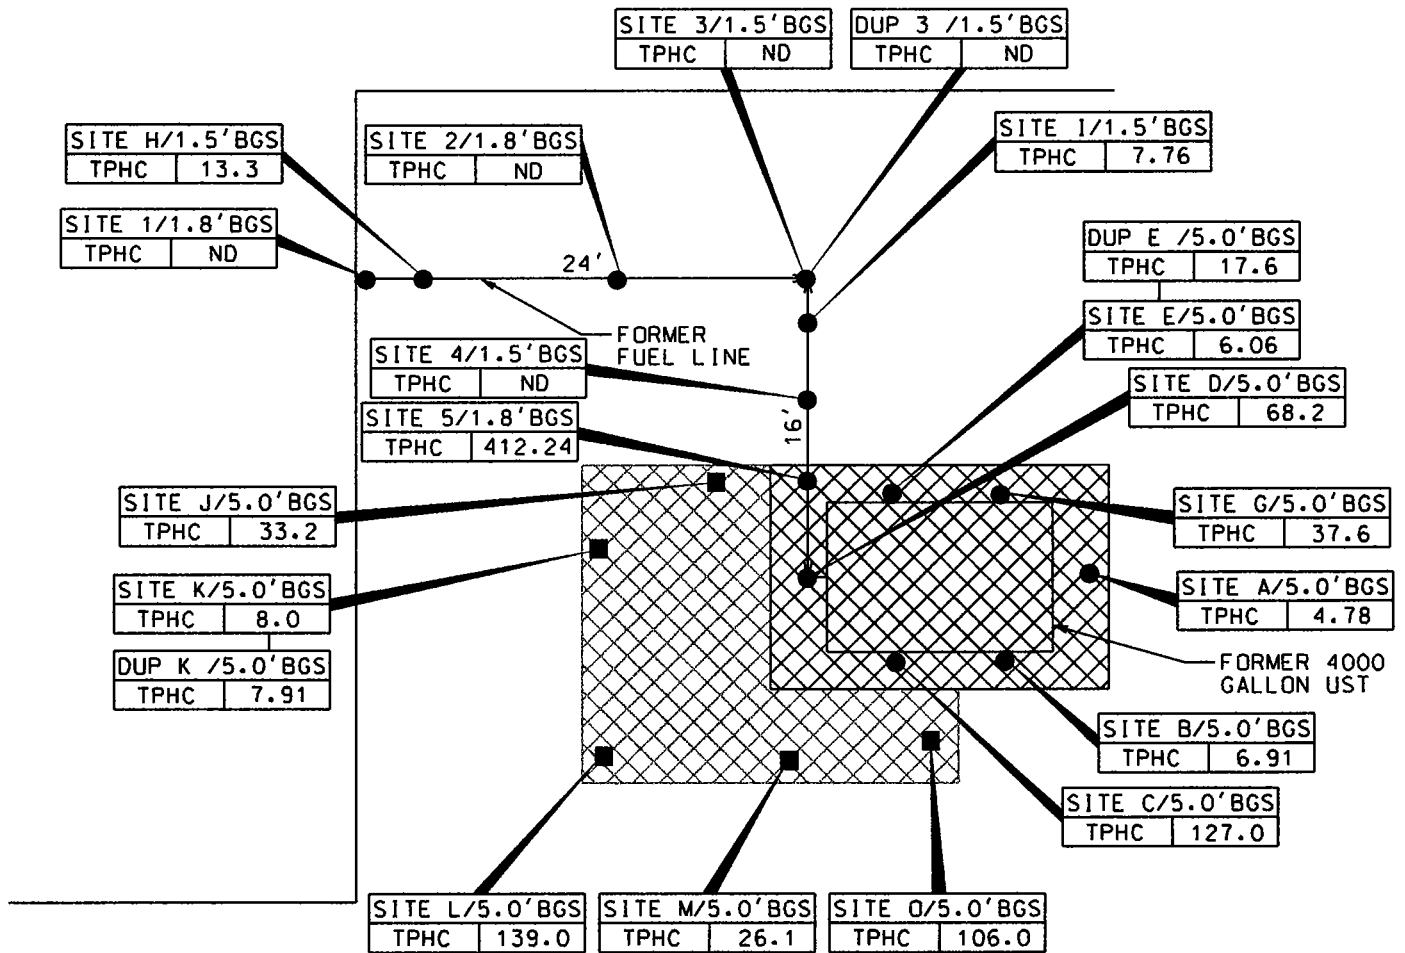 SITE 3/1.5'BGS
TPHC ND
DUP 3 /1.5'BGS
TPHC ND
SITE H/1.5'BGS
TPHC 13.3
SITE 2/1.8'BGS
TPHC ND
SITE I/1.5'BGS
TPHC 7.76
SITE 1/1.8'BGS
TPHC ND
24'
DUP E /5.0'BGS
TPHC 17.6
SITE E/5.0'BGS
TPHC 6.06
FORMER
FUEL LINE
SITE 4/1.5'BGS
TPHC ND
SITE D/5.0'BGS
TPHC 68.2
SITE 5/1.8'BGS
TPHC 412.24
16'
SITE J/5.0'BGS
TPHC 33.2
SITE G/5.0'BGS
TPHC 37.6
SITE K/5.0'BGS
TPHC 8.0
SITE A/5.0'BGS
TPHC 4.78
DUP K /5.0'BGS
TPHC 7.91
FORMER 4000
GALLON UST
SITE B/5.0'BGS
TPHC 6.91
SITE C/5.0'BGS
TPHC 127.0
SITE L/5.0'BGS
TPHC 139.0
SITE M/5.0'BGS
TPHC 26.1
SITE O/5.0'BGS
TPHC 106.0